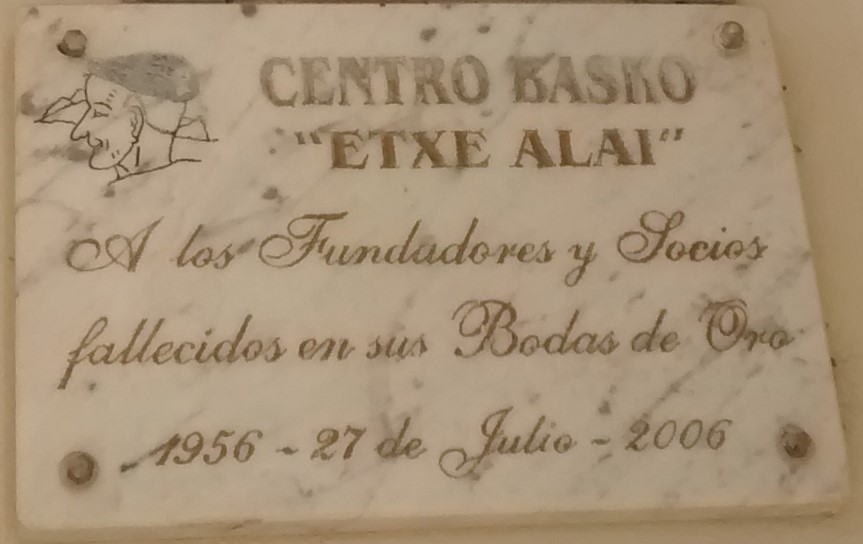 CENTRO BASKO
"ETXE ALAI"
A los Fundadores y Socios
fallecidos en sus Bodas de Oro
1956 - 27 de Julio - 2006